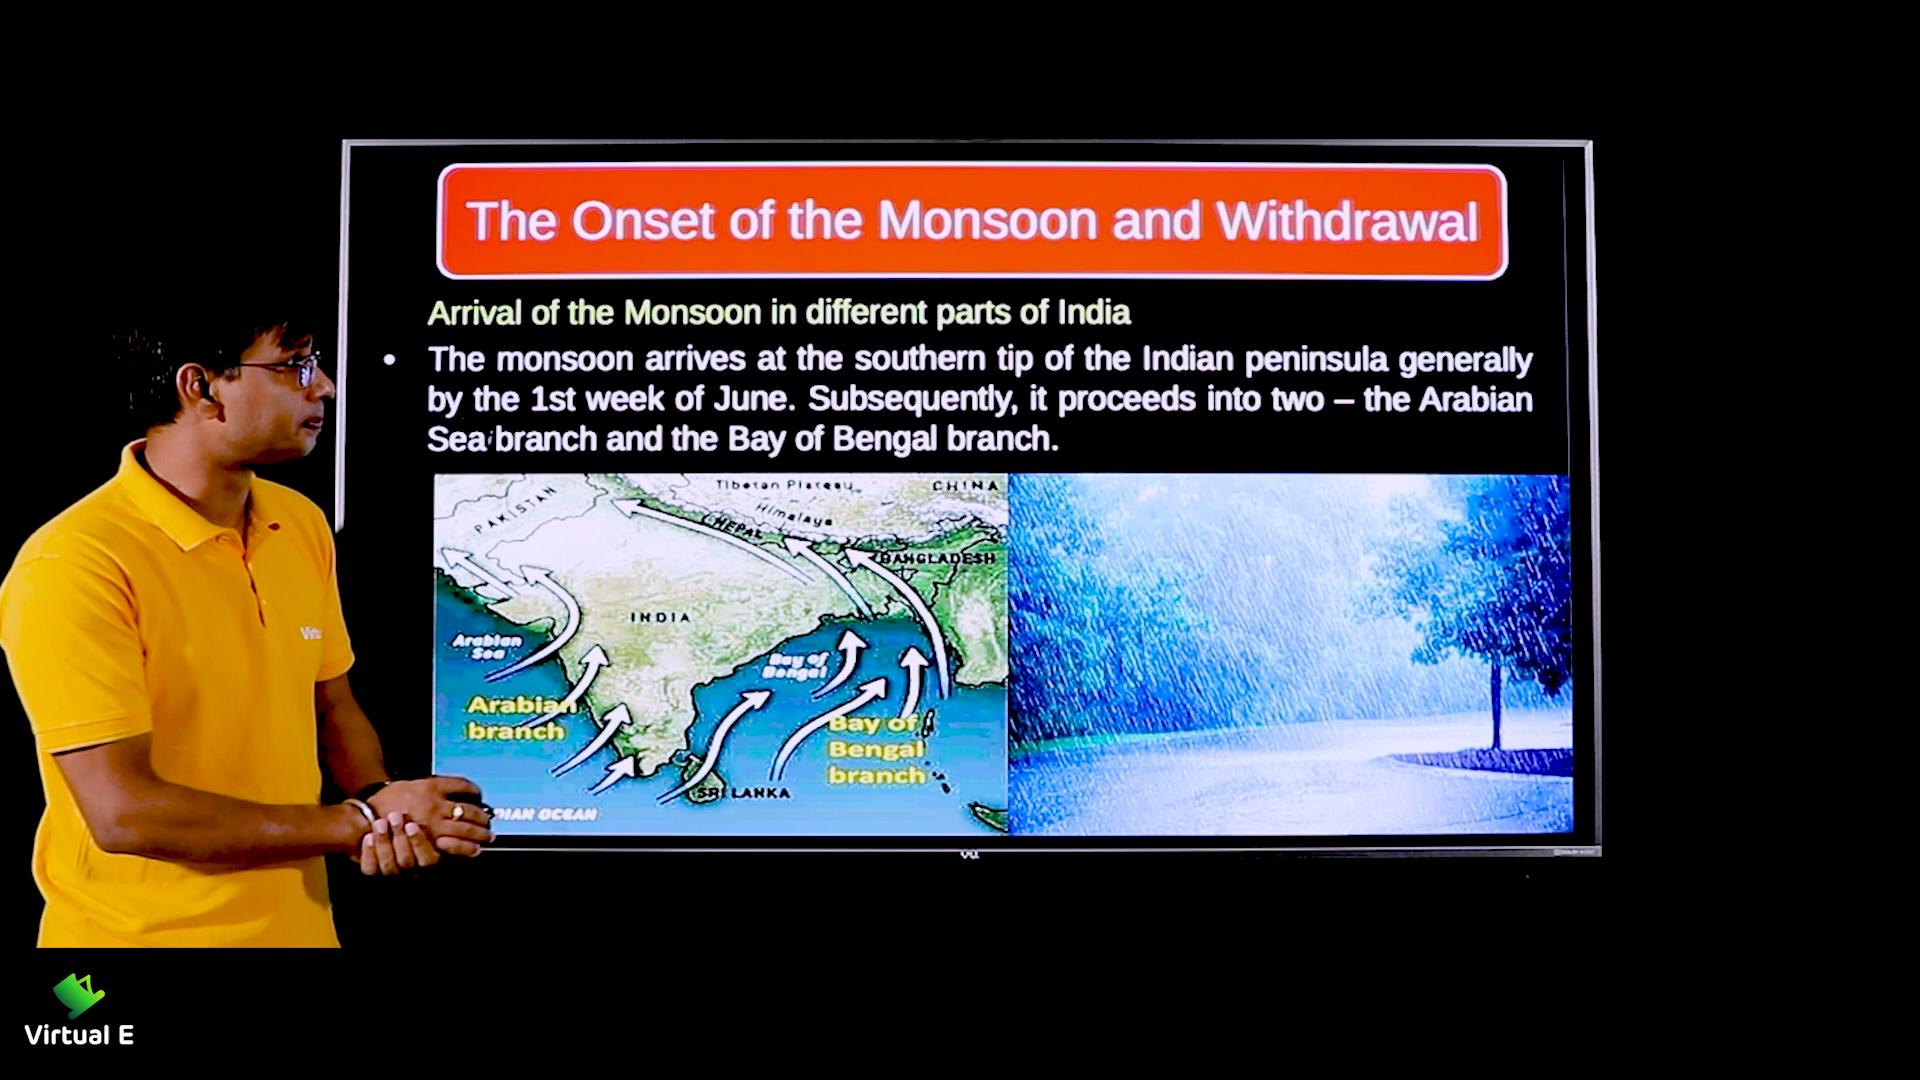 The Onset of the Monsoon and Withdrawal
Arrival of the Monsoon in different parts of India
• The monsoon arrives at the southern tip of the Indian peninsula generally
by the 1st week of June. Subsequently, it proceeds into two – the Arabian
Sea branch and the Bay of Bengal branch.
Tibetan Plateau
CHINA
PAKISTAN
Himalaya
NEPAL
BANGLADESH
INDIA
Arabian
Sea
Bay of
Bengal
Arabian
branch
Bay of
Bengal
branch
SRI LANKA
DIAN OCEAN
Virtu
Virtual E